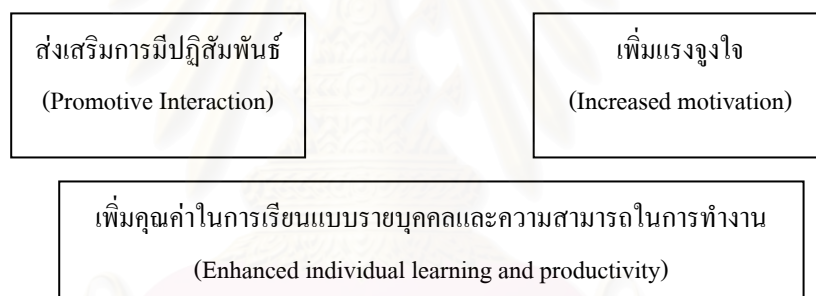 ส่งเสริมการมีปฏิสัมพันธ์
(Promotive Interaction)
เพิ่มแรงจูงใจ
(Increased motivation)
เพิ่มคุณค่าในการเรียนแบบรายบุคคลและความสามารถในการทำงาน
(Enhanced individual learning and productivity)